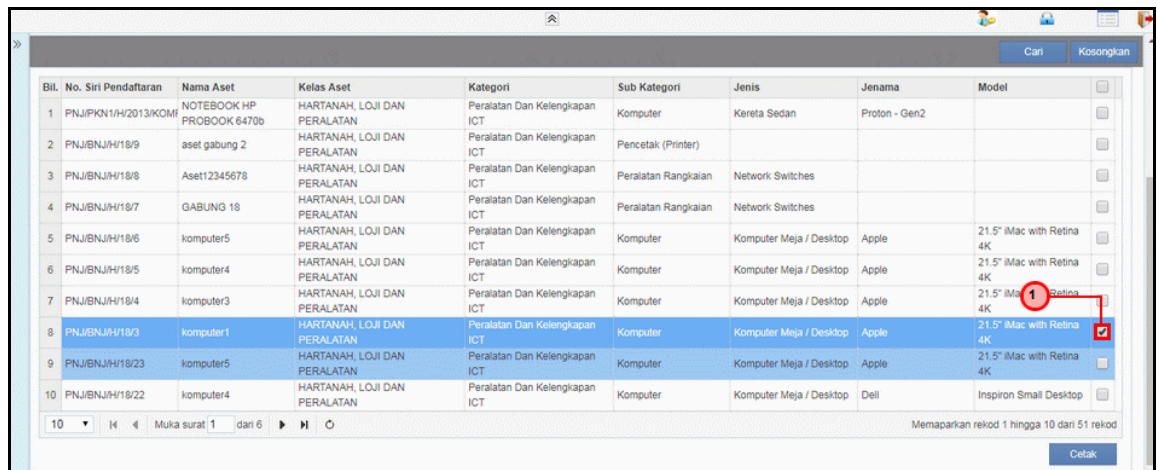 »
Cari Kosongkan
Bil. No. Siri Pendaftaran Nama Aset Kelas Aset Kategori Sub Kategori Jenis Jenama Model
1 PNJ/PKN1/H/2013/KOM NOTEBOOK HP PROBOOK 6470b HARTANAH, LOJI DAN PERALATAN Peralatan Dan Kelengkapan ICT Komputer Kereta Sedan Proton - Gen2
2 PNJ/BNJ/H/18/9 aset gabung 2 HARTANAH, LOJI DAN PERALATAN Peralatan Dan Kelengkapan ICT Pencetak (Printer)
3 PNJ/BNJ/H/18/8 Aset12345678 HARTANAH, LOJI DAN PERALATAN Peralatan Dan Kelengkapan ICT Peralatan Rangkaian Network Switches
4 PNJ/BNJ/H/18/7 GABUNG 18 HARTANAH, LOJI DAN PERALATAN Peralatan Dan Kelengkapan ICT Peralatan Rangkaian Network Switches
5 PNJ/BNJ/H/18/6 komputer5 HARTANAH, LOJI DAN PERALATAN Peralatan Dan Kelengkapan ICT Komputer Komputer Meja / Desktop Apple 21.5" iMac with Retina 4K
6 PNJ/BNJ/H/18/5 komputer4 HARTANAH, LOJI DAN PERALATAN Peralatan Dan Kelengkapan ICT Komputer Komputer Meja / Desktop Apple 21.5" iMac with Retina 4K
7 PNJ/BNJ/H/18/4 komputer3 HARTANAH, LOJI DAN PERALATAN Peralatan Dan Kelengkapan ICT Komputer Komputer Meja / Desktop Apple 21.5" Retina 4K
1
8 PNJ/BNJ/H/18/3 komputer1 HARTANAH, LOJI DAN PERALATAN Peralatan Dan Kelengkapan ICT Komputer Komputer Meja / Desktop Apple 21.5" iMac with Retina 4K
9 PNJ/BNJ/H/18/23 komputer5 HARTANAH, LOJI DAN PERALATAN Peralatan Dan Kelengkapan ICT Komputer Komputer Meja / Desktop Apple 21.5" iMac with Retina 4K
10 PNJ/BNJ/H/18/22 komputer4 HARTANAH, LOJI DAN PERALATAN Peralatan Dan Kelengkapan ICT Komputer Komputer Meja / Desktop Dell Inspiron Small Desktop
10 Muka surat 1 dari 6 Memaparkan rekod 1 hingga 10 dari 51 rekod
Cetak